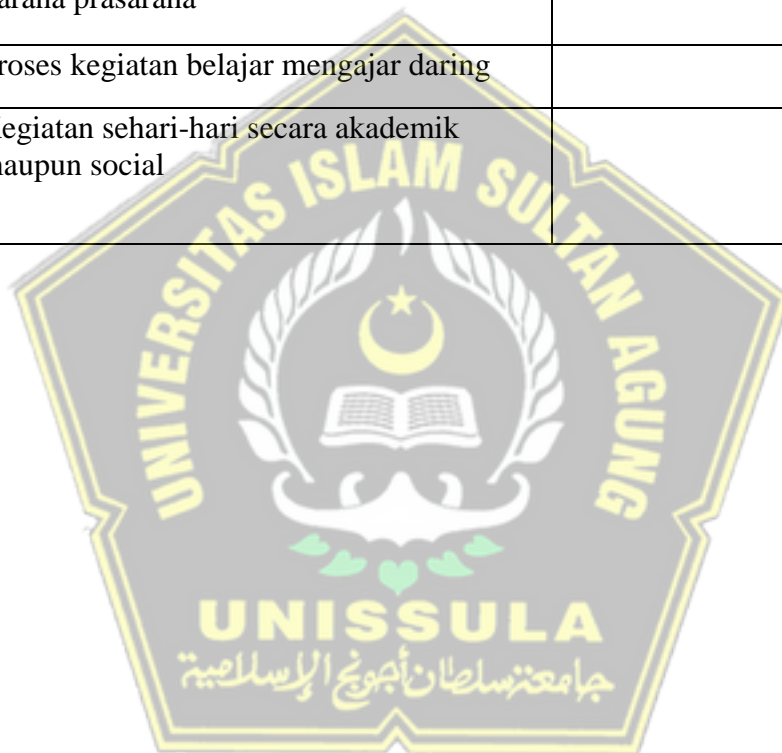 arana prasarana
roses kegiatan belajar mengajar daring
egiatan sehari-hari secara akademik
aupun social
UNIVERSITAS ISLAM SULTAN AGUNG
UNISSULA
جامعة سلطان أجونج الإسلامية